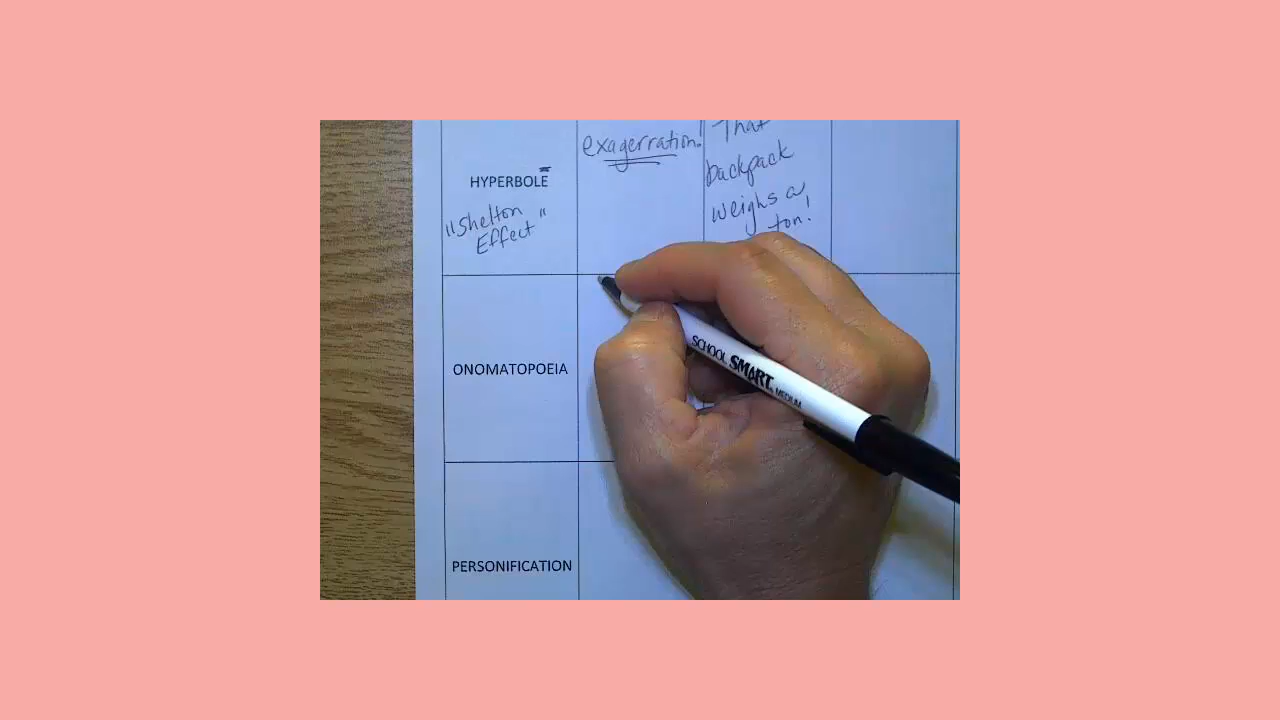 exagerration!
That
backpack
weighs a
ton!
HYPERBOLE
"Shelton
Effect"
ONOMATOPOEIA
SCHOOL SMART MEDIUM
PERSONIFICATION